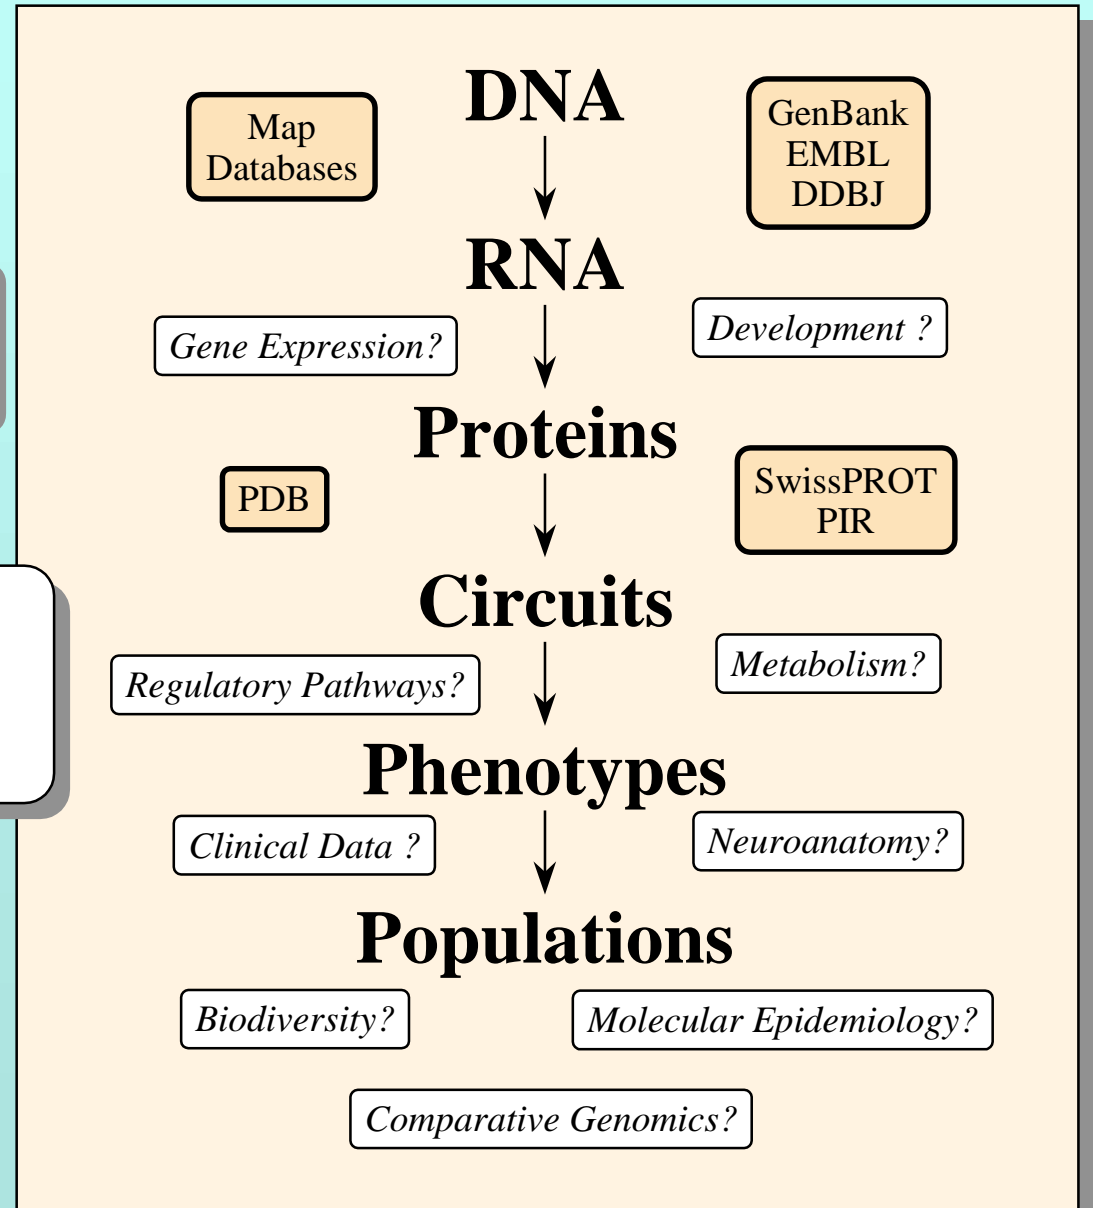 DNA
Map
Databases
GenBank
EMBL
DDBJ
RNA
Gene Expression?
Development ?
Proteins
PDB
SwissPROT
PIR
Circuits
Regulatory Pathways?
Metabolism?
Phenotypes
Clinical Data ?
Neuroanatomy?
Populations
Biodiversity?
Molecular Epidemiology?
Comparative Genomics?